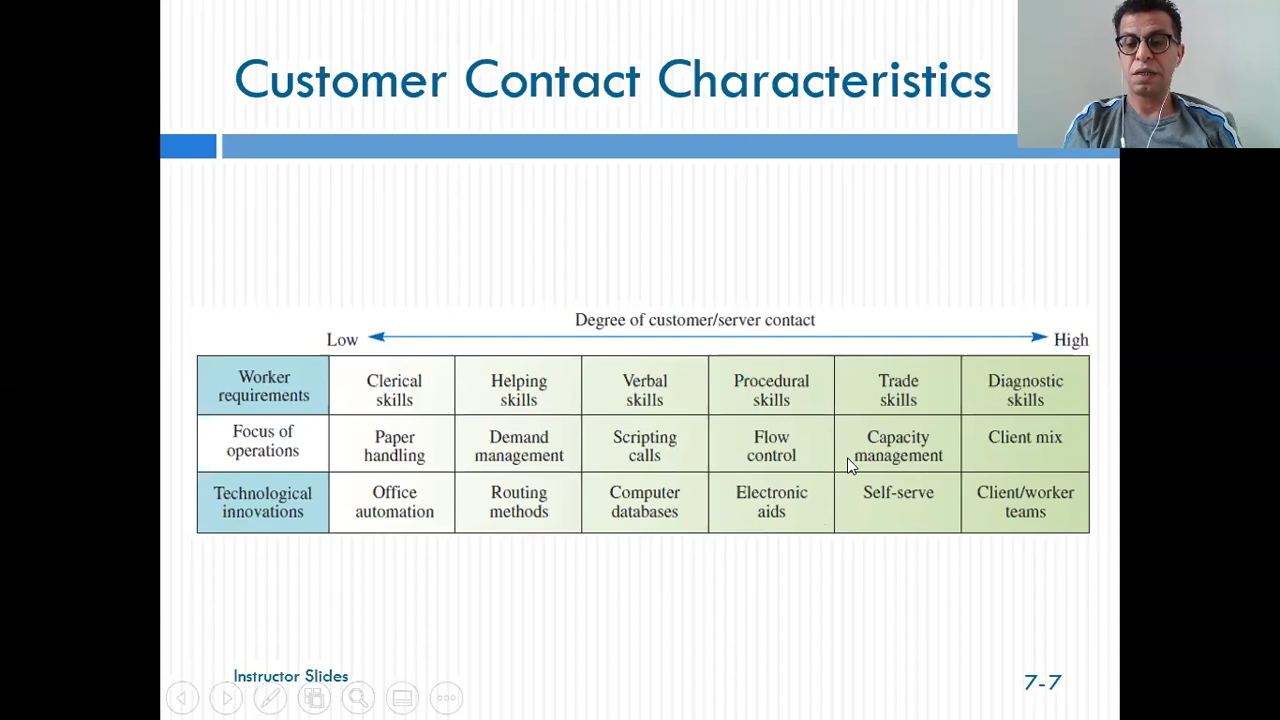 Customer Contact Characteristics
Degree of customer/server contact
Low
High
Worker requirements
Clerical skills
Helping skills
Verbal skills
Procedural skills
Trade skills
Diagnostic skills
Focus of operations
Paper handling
Demand management
Scripting calls
Flow control
Capacity management
Client mix
Technological innovations
Office automation
Routing methods
Computer databases
Electronic aids
Self-serve
Client/worker teams
Instructor Slides
7-7